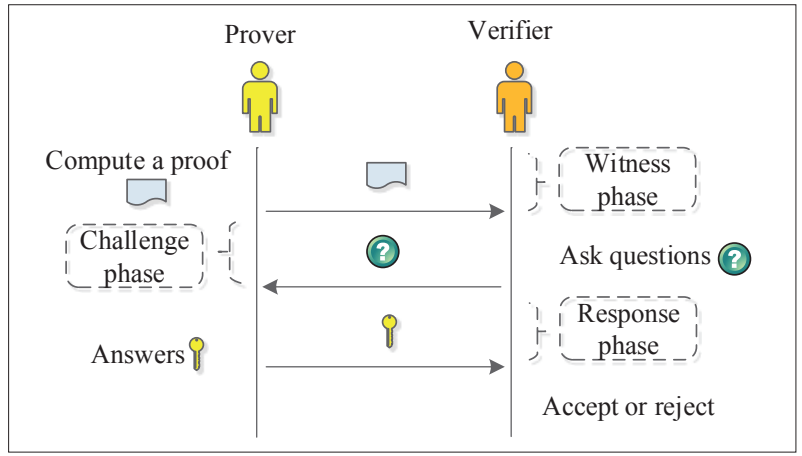 Prover
Verifier
Compute a proof
Witness
phase
Challenge
phase
?
Ask questions ?
Response
phase
Answers
Accept or reject